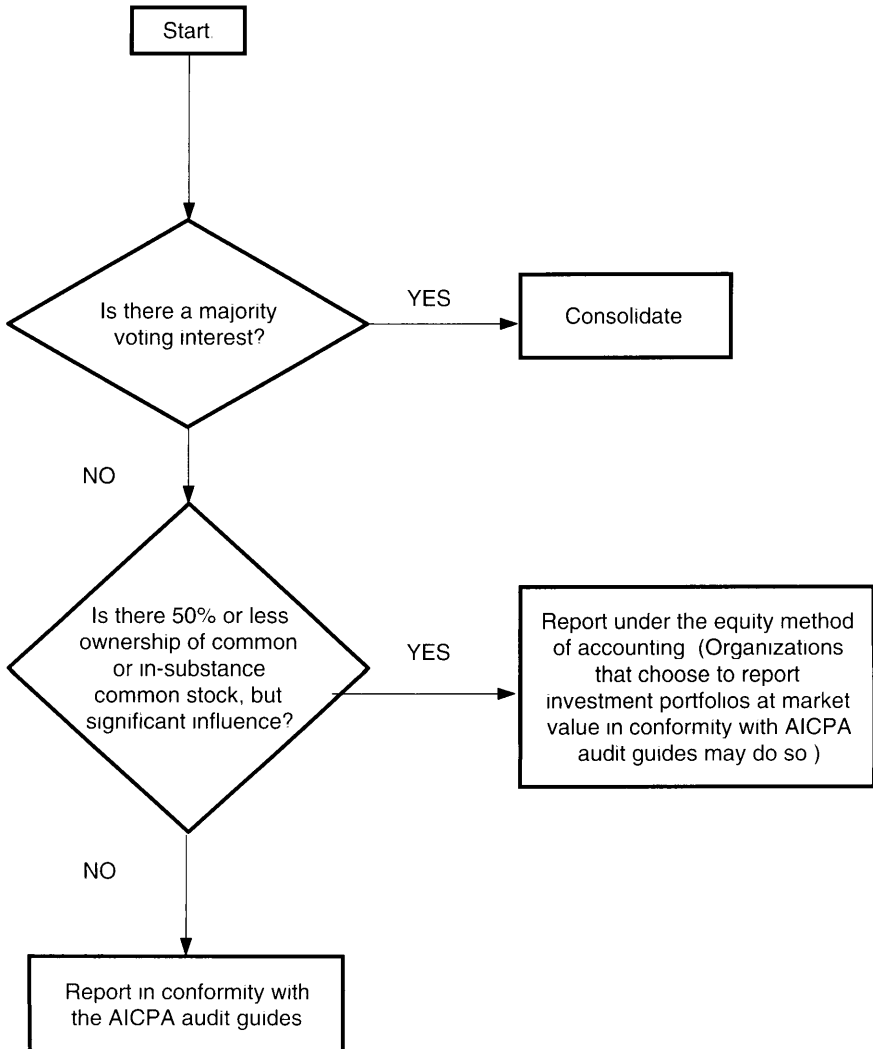 Start
Is there a majority
voting interest?
YES
Consolidate
NO
Is there 50% or less
ownership of common
or in-substance
common stock, but
significant influence?
YES
Report under the equity method
of accounting (Organizations
that choose to report
investment portfolios at market
value in conformity with AICPA
audit guides may do so )
NO
Report in conformity with
the AICPA audit guides